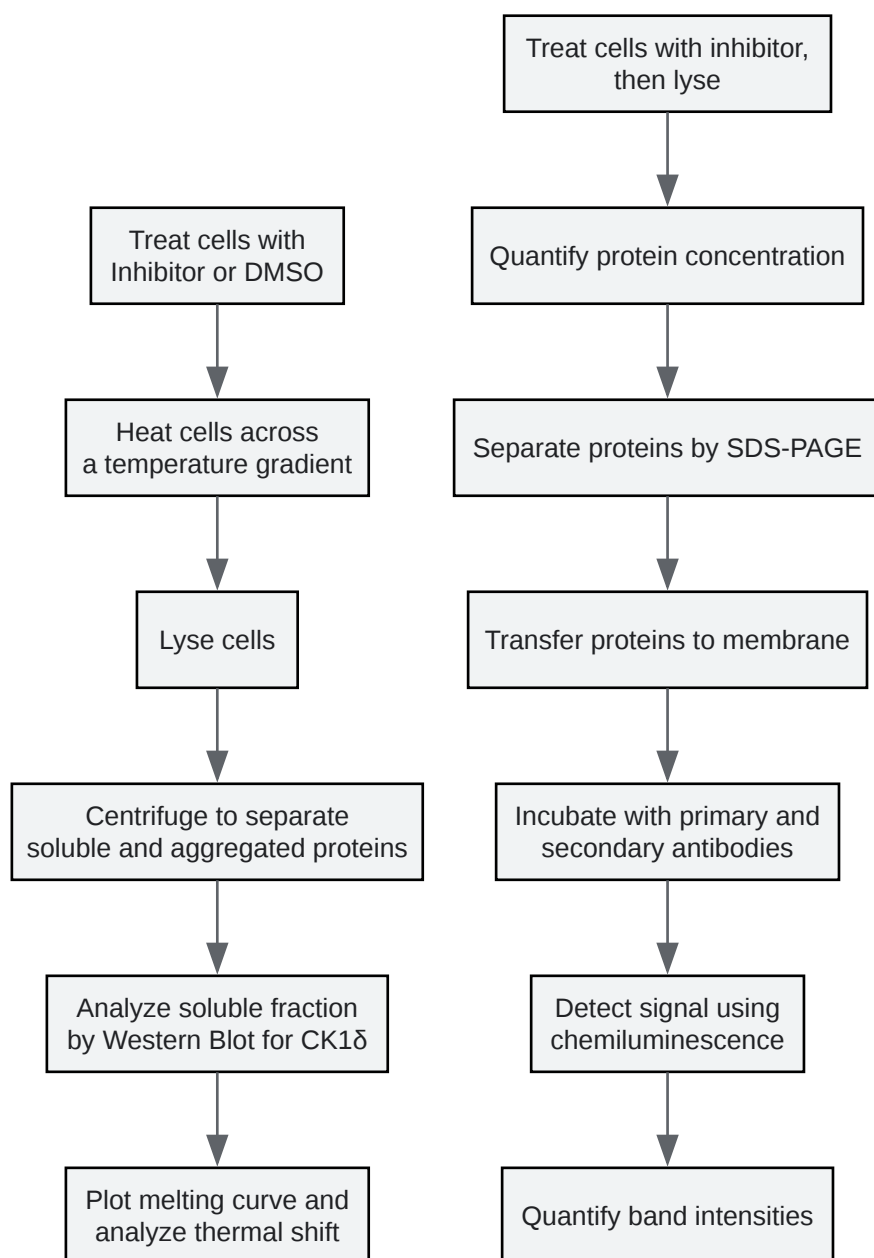 Treat cells with
Inhibitor or DMSO
Heat cells across
a temperature gradient
Lyse cells
Centrifuge to separate
soluble and aggregated proteins
Analyze soluble fraction
by Western Blot for CK1δ
Plot melting curve and
analyze thermal shift
Treat cells with inhibitor,
then lyse
Quantify protein concentration
Separate proteins by SDS-PAGE
Transfer proteins to membrane
Incubate with primary and
secondary antibodies
Detect signal using
chemiluminescence
Quantify band intensities